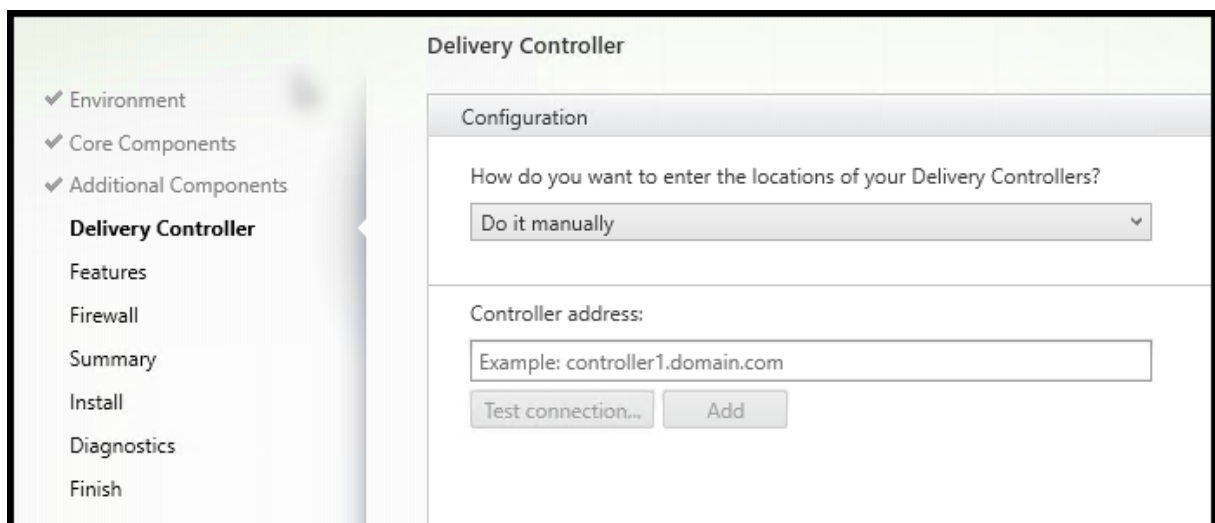 Delivery Controller
Environment
Core Components
Additional Components
Delivery Controller
Features
Firewall
Summary
Install
Diagnostics
Finish
Configuration
How do you want to enter the locations of your Delivery Controllers?
Do it manually
Controller address:
Example: controller1.domain.com
Test connection... Add